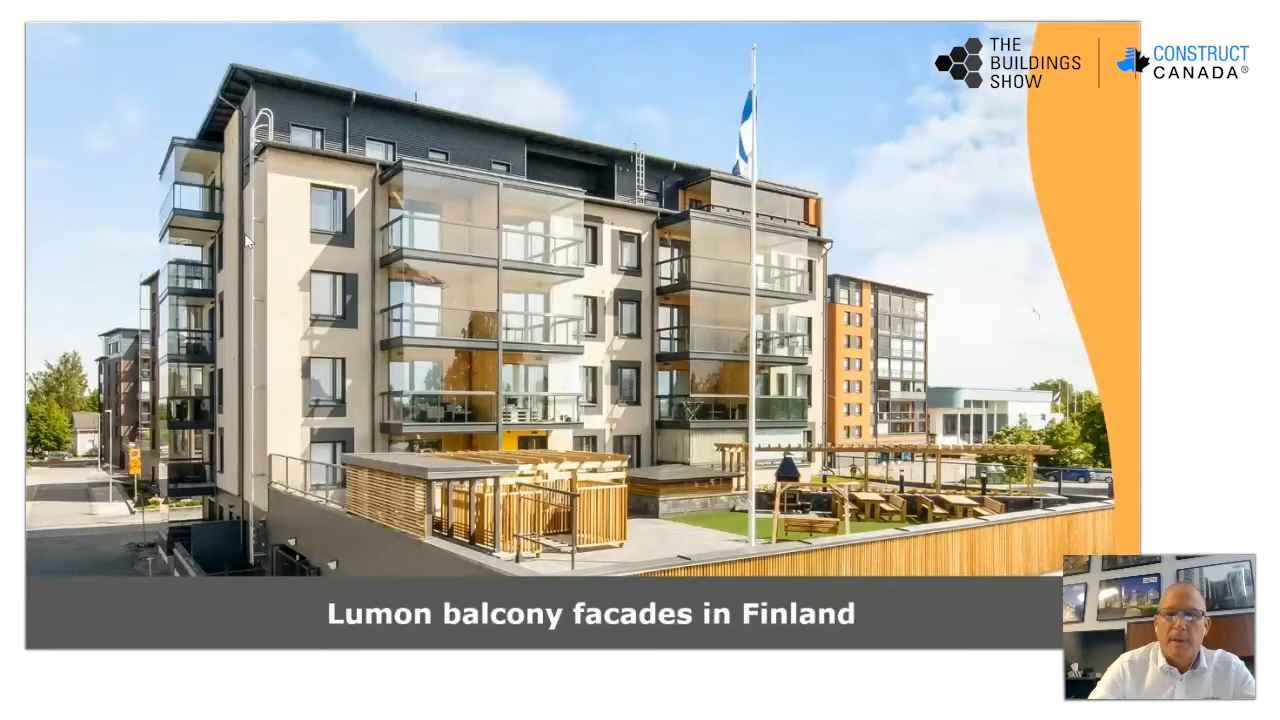 THE
BUILDINGS
SHOW
CONSTRUCT
CANADA®
Lumon balcony facades in Finland